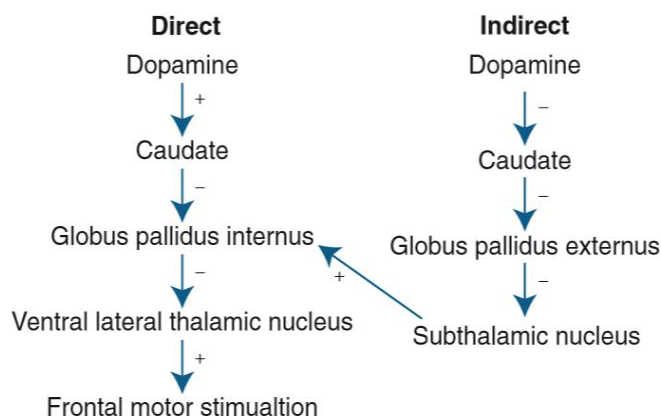 Direct
Dopamine
+
Caudate
–
Globus pallidus internus
–
Ventral lateral thalamic nucleus
+
Frontal motor stimualtion
Indirect
Dopamine
–
Caudate
–
Globus pallidus externus
–
Subthalamic nucleus
+